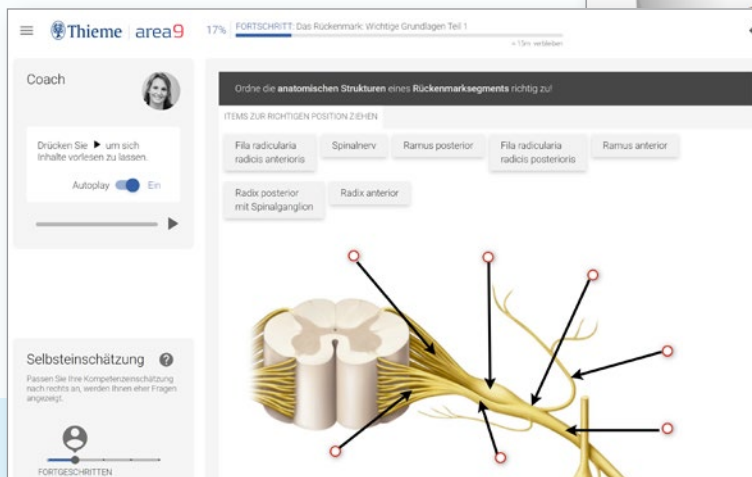 Thieme area9
17% FORTSCHRITT: Das Rückenmark: Wichtige Grundlagen Teil 1
< 15m verbleiben
Coach
Drücken Sie ▶ um sich
Inhalte vorlesen zu lassen.
Autoplay Ein
Ordne die anatomischen Strukturen eines Rückenmarksegments richtig zu!
ITEMS ZUR RICHTIGEN POSITION ZIEHEN
Fila radicularia
radicis anterioris
Spinalnerv
Ramus posterior
Fila radicularia
radicis posterioris
Ramus anterior
Radix posterior
mit Spinalganglion
Radix anterior
Selbsteinschätzung ?
Passen Sie Ihre Kompetenzeinschätzung
nach rechts an, werden Ihnen eher Fragen
angezeigt.
FORTGESCHRITTEN